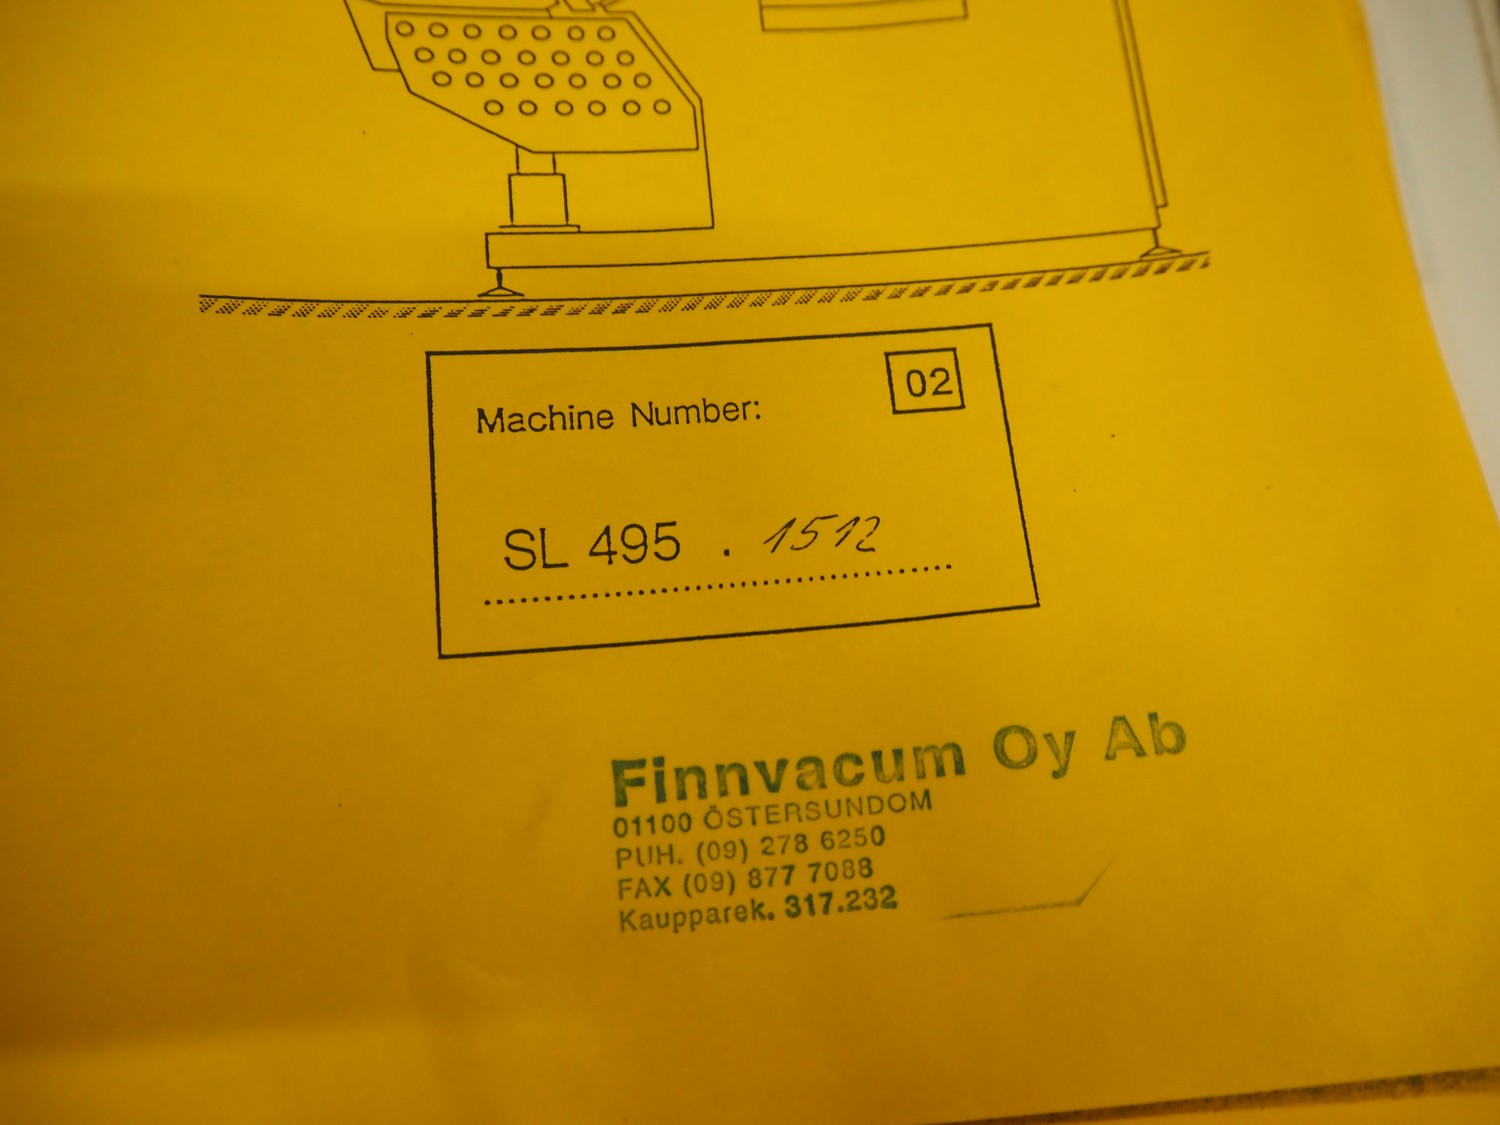 02
Machine Number:
SL 495 . 1512
Finnvacum Oy Ab
01100 ÖSTERSUNDOM
PUH. (09) 278 6250
FAX (09) 877 7088
Kaupparek. 317.232